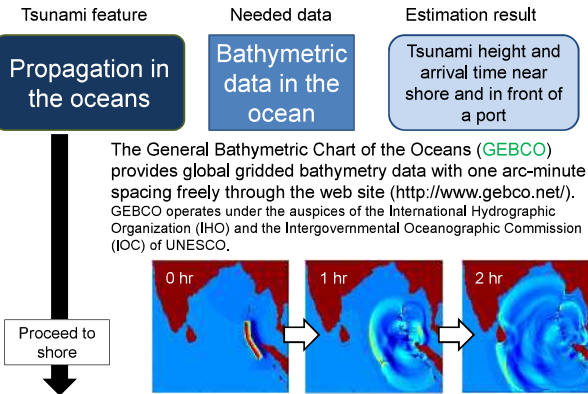 Tsunami feature
Needed data
Estimation result
Propagation in
the oceans
Bathymetric
data in the
ocean
Tsunami height and
arrival time near
shore and in front of
a port
The General Bathymetric Chart of the Oceans (GEBCO)
provides global gridded bathymetry data with one arc-minute
spacing freely through the web site (http://www.gebco.net/).
GEBCO operates under the auspices of the International Hydrographic
Organization (IHO) and the Intergovernmental Oceanographic Commission
(IOC) of UNESCO.
0 hr
1 hr
2 hr
Proceed to
shore